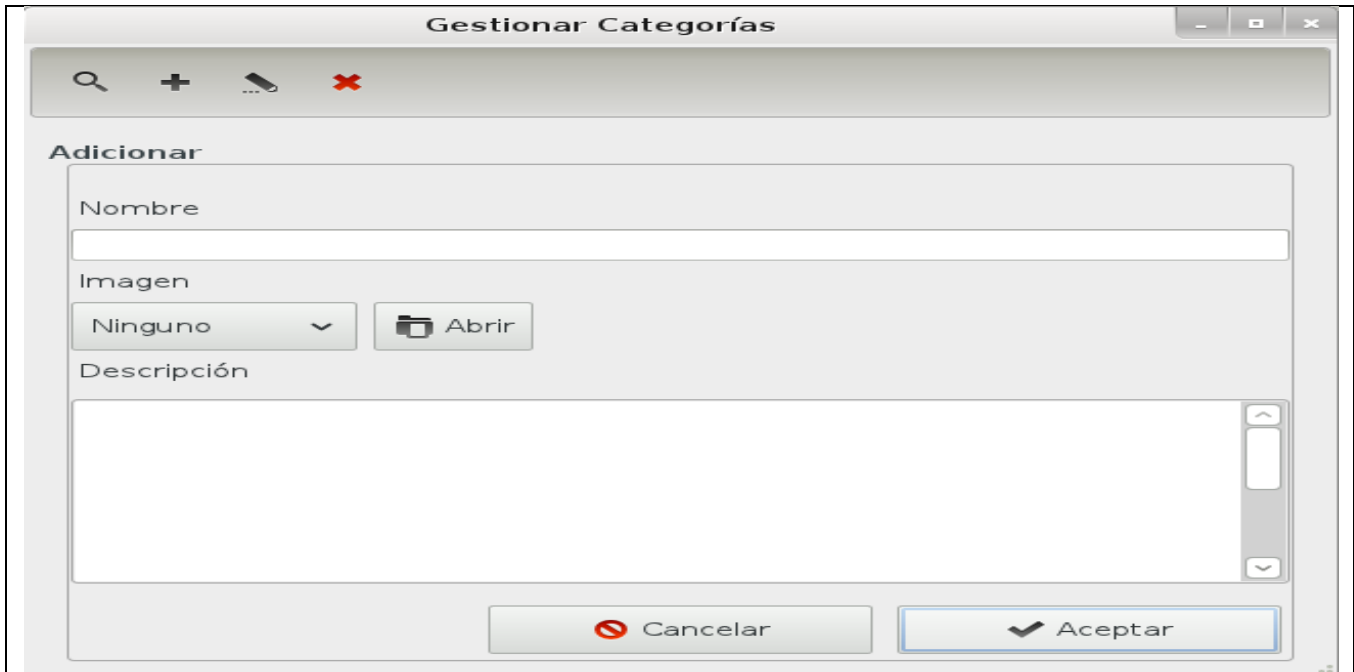 Gestionar Categorías
Adicionar
Nombre
Imagen
Ninguno Abrir
Descripción
Cancelar Aceptar